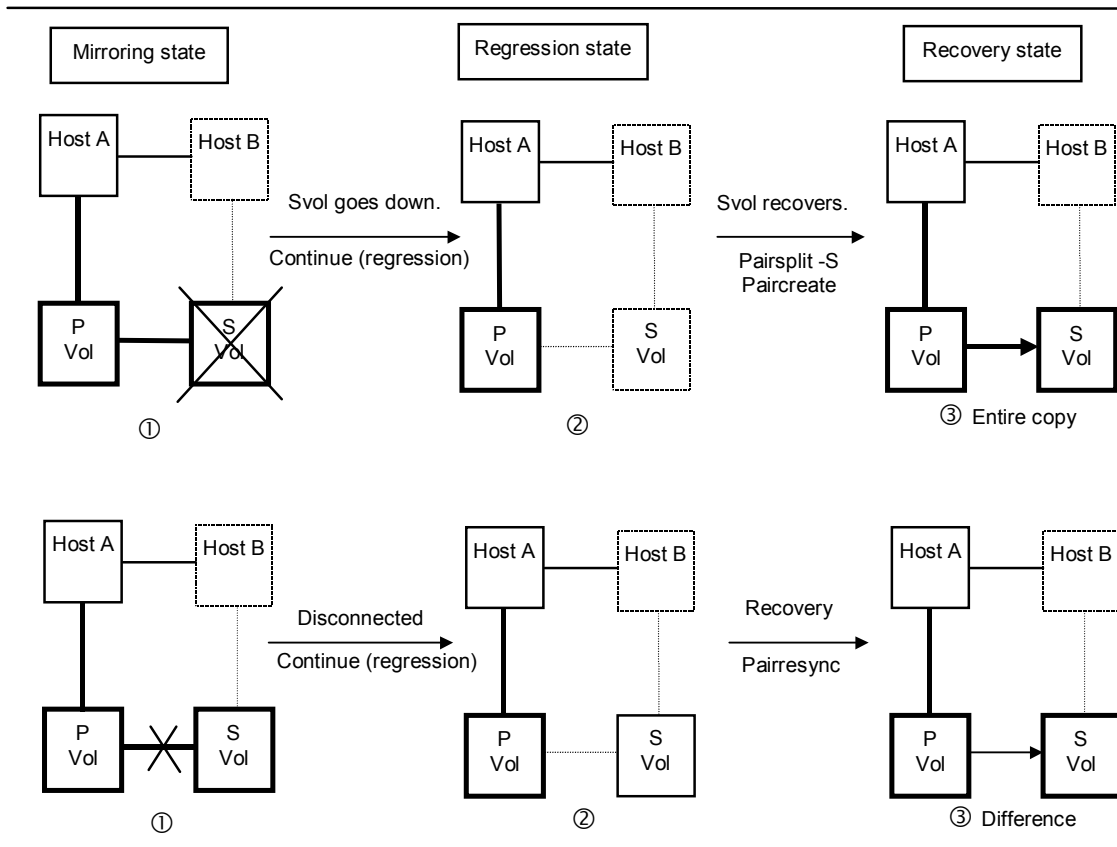 Mirroring state
Regression state
Recovery state
Host A
Host B
Host A
Host B
Host A
Host B
Svol goes down.
Continue (regression)
Svol recovers.
Pairsplit -S
Paircreate
P
Vol
S
Vol
P
Vol
S
Vol
P
Vol
S
Vol
①
②
③ Entire copy
Host A
Host B
Host A
Host B
Host A
Host B
Disconnected
Continue (regression)
Recovery
Pairresync
P
Vol
S
Vol
P
Vol
S
Vol
P
Vol
S
Vol
①
②
③ Difference